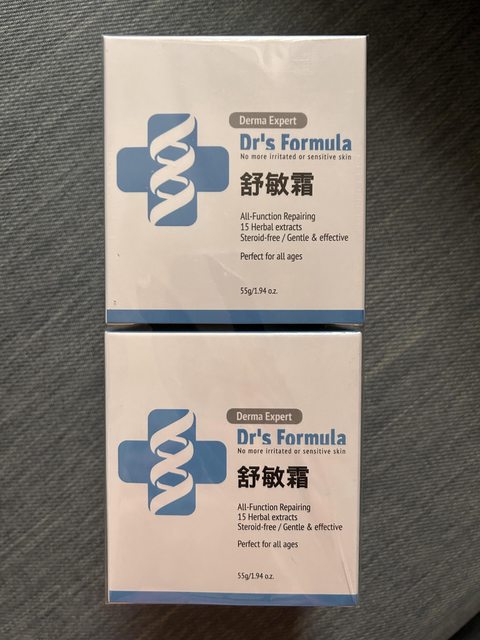 Derma Expert
Dr's Formula
No more irritated or sensitive skin
舒敏霜
All-Function Repairing
15 Herbal extracts
Steroid-free / Gentle & effective
Perfect for all ages
55g/1.94 o.z.
Derma Expert
Dr's Formula
No more irritated or sensitive skin
舒敏霜
All-Function Repairing
15 Herbal extracts
Steroid-free / Gentle & effective
Perfect for all ages
55g/1.94 o.z.